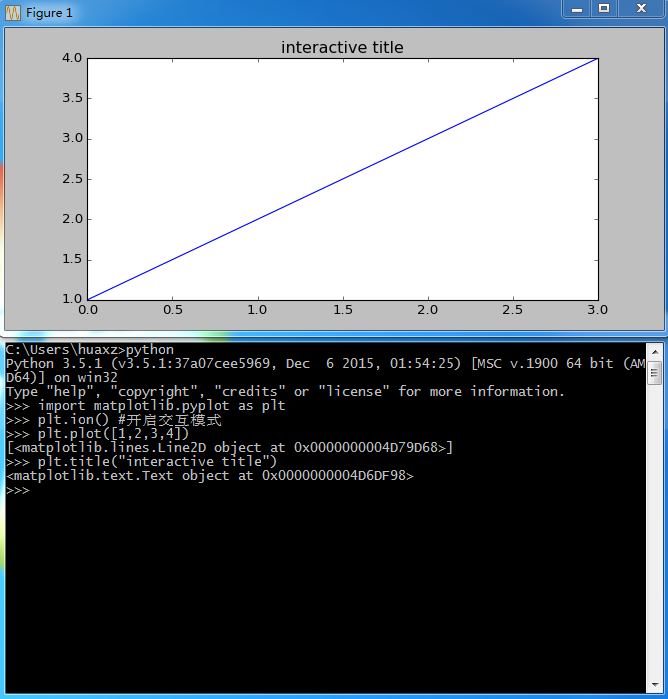 Figure 1
interactive title
4.0
3.5
3.0
2.5
2.0
1.5
1.0
0.0 0.5 1.0 1.5 2.0 2.5 3.0
C:\Users\huaxz>python
Python 3.5.1 (v3.5.1:37a07cee5969, Dec  6 2015, 01:54:25) [MSC v.1900 64 bit (AM
D64)] on win32
Type "help", "copyright", "credits" or "license" for more information.
>>> import matplotlib.pyplot as plt
>>> plt.ion() #开启交互模式
>>> plt.plot([1,2,3,4])
[<matplotlib.lines.Line2D object at 0x0000000004D79D68>]
>>> plt.title("interactive title")
<matplotlib.text.Text object at 0x0000000004D6DF98>
>>>